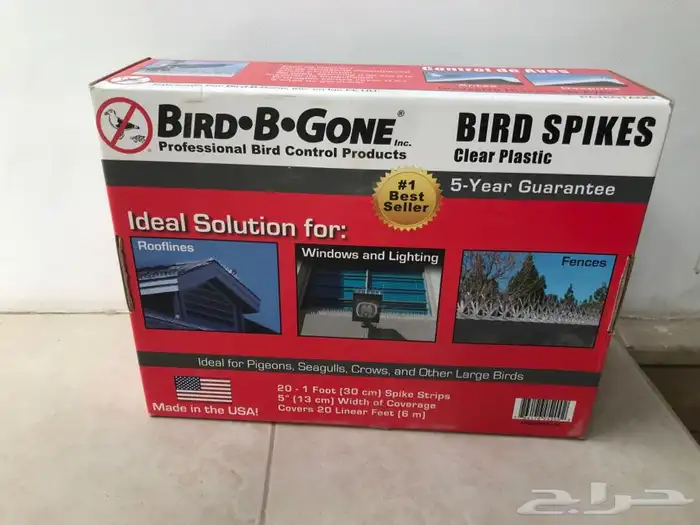 Control de Aves
BIRD•B•GONE® Inc.
Professional Bird Control Products
BIRD SPIKES
Clear Plastic
#1
Best
Seller
5-Year Guarantee
Ideal Solution for:
Rooflines
Windows and Lighting
Fences
Ideal for Pigeons, Seagulls, Crows, and Other Large Birds
Made in the USA!
20 - 1 Foot (30 cm) Spike Strips
5" (13 cm) Width of Coverage
Covers 20 Linear Feet (6 m)
حراج